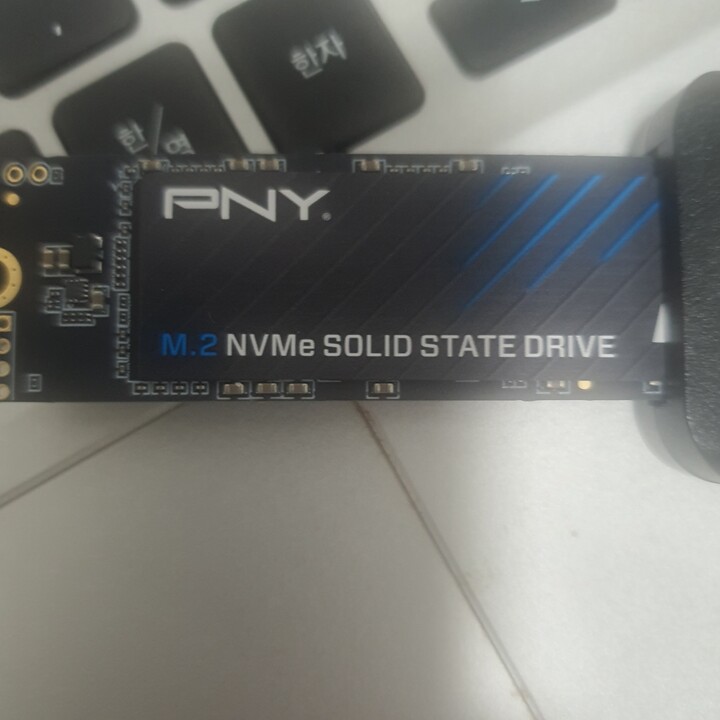 한자
한/영
PNY®
M.2 NVMe SOLID STATE DRIVE